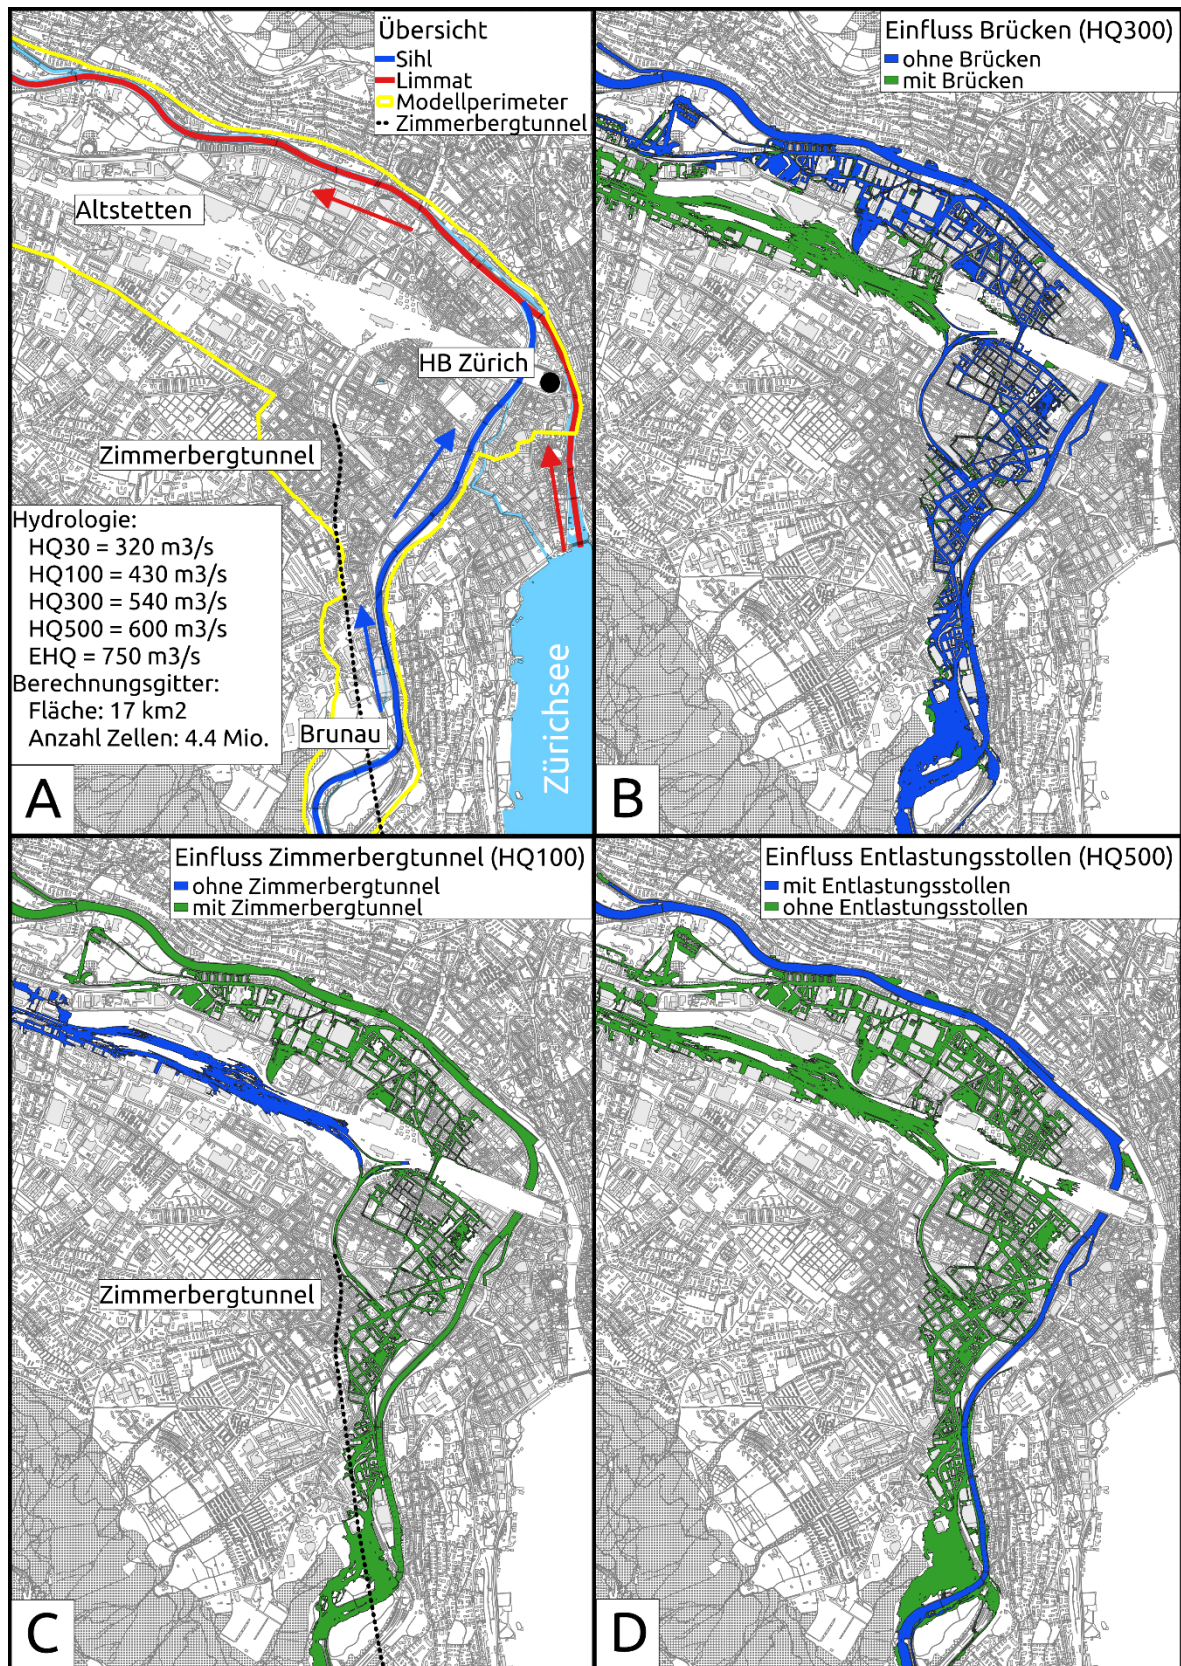 Übersicht
Sihl
Limmat
Modellperimeter
Zimmerbergtunnel
Altstetten
HB Zürich
Zimmerbergtunnel
Hydrologie:
HQ30 = 320 m3/s
HQ100 = 430 m3/s
HQ300 = 540 m3/s
HQ500 = 600 m3/s
EHQ = 750 m3/s
Berechnungsgitter:
Fläche: 17 km2
Anzahl Zellen: 4.4 Mio.
Brunau
Zürichsee
A
Einfluss Brücken (HQ300)
ohne Brücken
mit Brücken
B
Einfluss Zimmerbergtunnel (HQ100)
ohne Zimmerbergtunnel
mit Zimmerbergtunnel
Zimmerbergtunnel
C
Einfluss Entlastungsstollen (HQ500)
mit Entlastungsstollen
ohne Entlastungsstollen
D